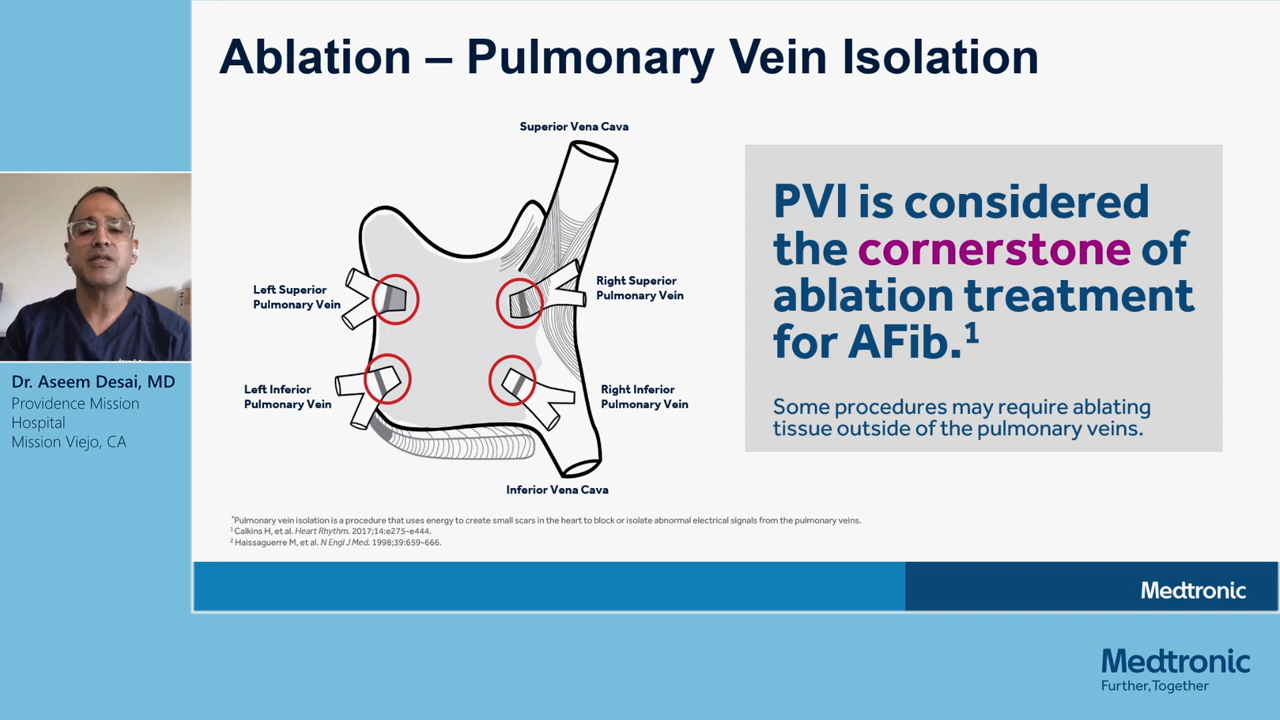 Ablation – Pulmonary Vein Isolation
Superior Vena Cava
Left Superior
Pulmonary Vein
Right Superior
Pulmonary Vein
Left Inferior
Pulmonary Vein
Right Inferior
Pulmonary Vein
Inferior Vena Cava
PVI is considered
the cornerstone of
ablation treatment
for AFib.¹
Some procedures may require ablating
tissue outside of the pulmonary veins.
Dr. Aseem Desai, MD
Providence Mission
Hospital
Mission Viejo, CA
*Pulmonary vein isolation is a procedure that uses energy to create small scars in the heart to block or isolate abnormal electrical signals from the pulmonary veins.
¹ Calkins H, et al. Heart Rhythm. 2017;14:e275-e444.
² Haissaguerre M, et al. N Engl J Med. 1998;39:659-666.
Medtronic
Medtronic
Further, Together